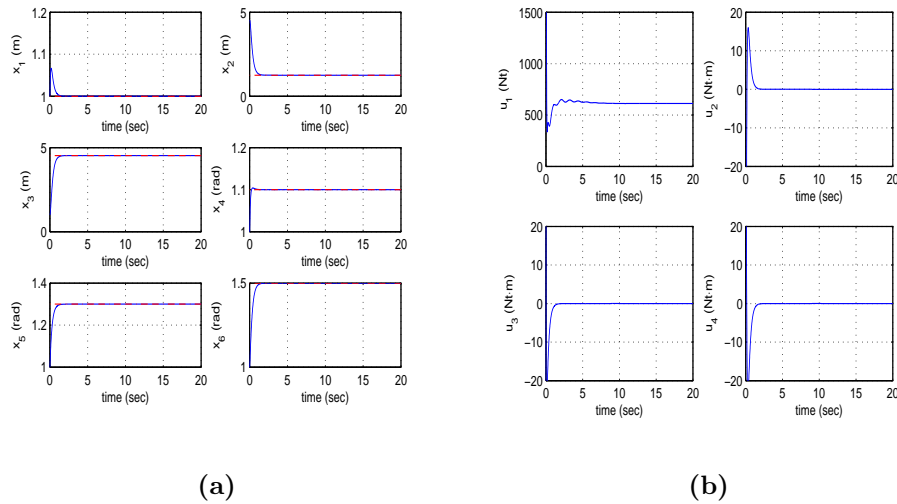 1.2
1.1
1
x1 (m)
0 5 10 15 20
time (sec)
5
0
x2 (m)
0 5 10 15 20
time (sec)
5
0
x3 (m)
0 5 10 15 20
time (sec)
1.2
1.1
1
x4 (rad)
0 5 10 15 20
time (sec)
1.4
1.2
1
x5 (rad)
0 5 10 15 20
time (sec)
1.5
1
x6 (rad)
0 5 10 15 20
time (sec)
(a)
1500
1000
500
0
u1 (Nt)
0 5 10 15 20
time (sec)
20
10
0
−10
−20
u2 (Nt·m)
0 5 10 15 20
time (sec)
20
10
0
−10
−20
u3 (Nt·m)
0 5 10 15 20
time (sec)
20
10
0
−10
−20
u4 (Nt·m)
0 5 10 15 20
time (sec)
(b)